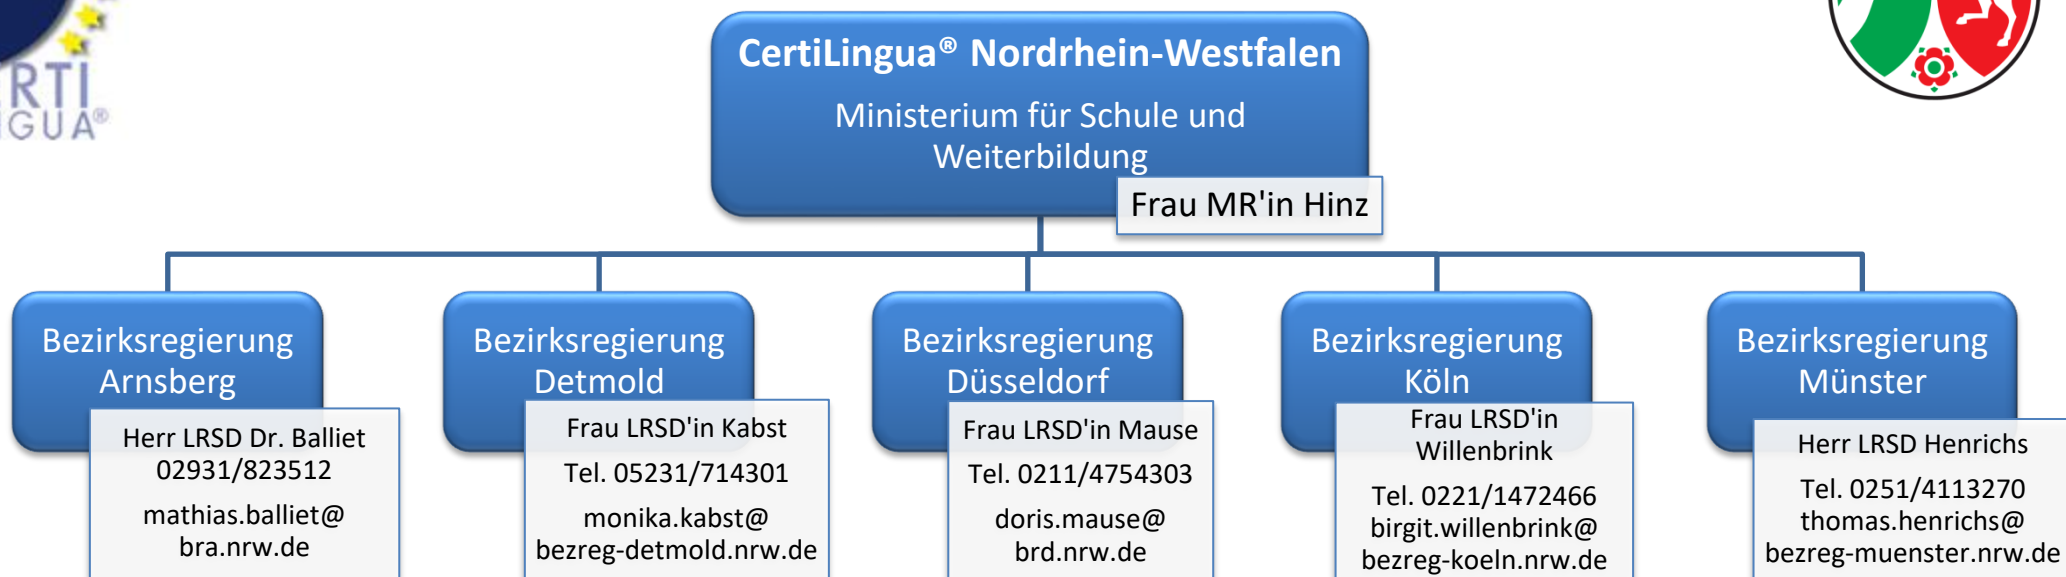 RTI
GUA®
CertiLingua® Nordrhein-Westfalen
Ministerium für Schule und
Weiterbildung
Frau MR'in Hinz
Bezirksregierung
Arnsberg
Herr LRSD Dr. Balliet
02931/823512
mathias.balliet@
bra.nrw.de
Bezirksregierung
Detmold
Frau LRSD'in Kabst
Tel. 05231/714301
monika.kabst@
bezreg-detmold.nrw.de
Bezirksregierung
Düsseldorf
Frau LRSD'in Mause
Tel. 0211/4754303
doris.mause@
brd.nrw.de
Bezirksregierung
Köln
Frau LRSD'in
Willenbrink
Tel. 0221/1472466
birgit.willenbrink@
bezreg-koeln.nrw.de
Bezirksregierung
Münster
Herr LRSD Henrichs
Tel. 0251/4113270
thomas.henrichs@
bezreg-muenster.nrw.de